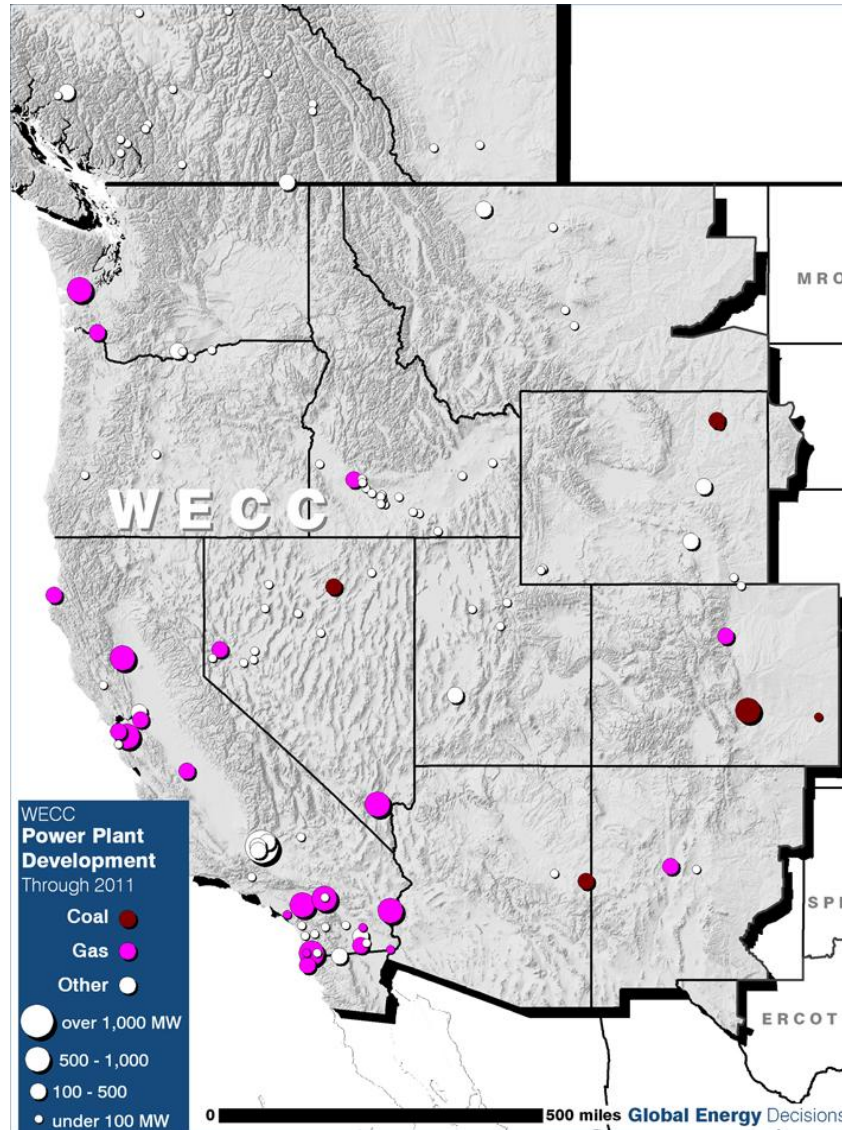 MRO
WECC
WECC
Power Plant
Development
Through 2011
Coal
Gas
Other
over 1,000 MW
500 - 1,000
100 - 500
under 100 MW
SP
ERCOT
0 500 miles Global Energy Decisions